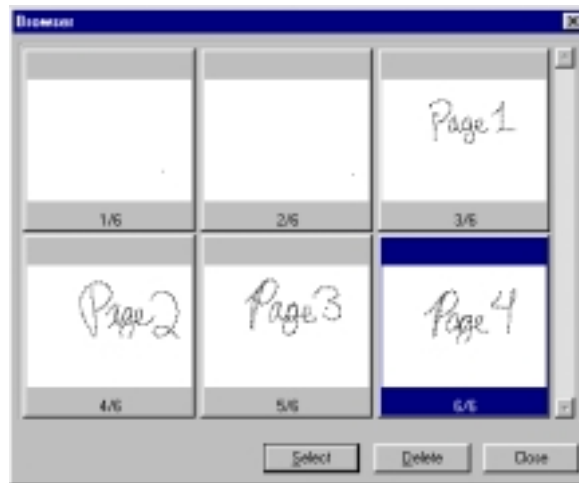 Browser
Page 1
1/6
2/6
3/6
Page 2
Page 3
Page 4
4/6
5/6
6/6
Select
Delete
Close